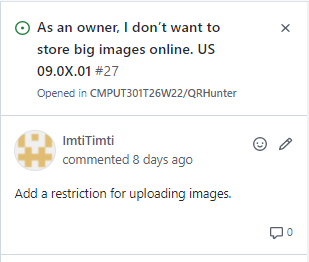 As an owner, I don't want to
store big images online. US
09.0X.01 #27
Opened in CMPUT301T26W22/QRHunter
ImtiTimti
commented 8 days ago
Add a restriction for uploading images.
0